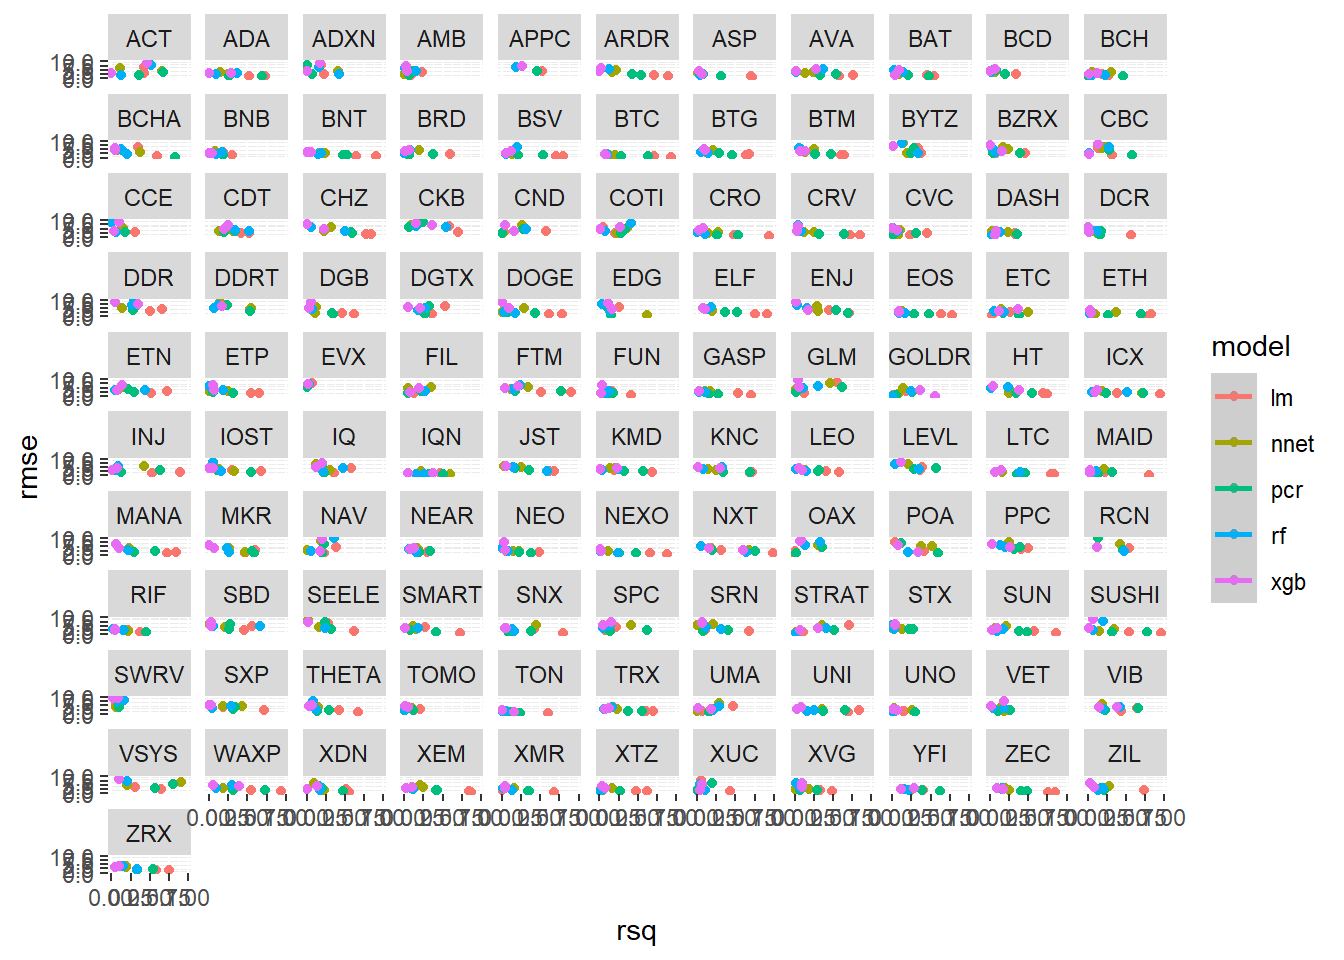 ACT ADA ADXN AMB APPC ARDR ASP AVA BAT BCD BCH
BCHA BNB BNT BRD BSV BTC BTG BTM BYTZ BZRX CBC
CCE CDT CHZ CKB CND COTI CRO CRV CVC DASH DCR
DDR DDRT DGB DGTX DOGE EDG ELF ENJ EOS ETC ETH
ETN ETP EVX FIL FTM FUN GASP GLM GOLDR HT ICX
model
lm
nnet
pcr
rf
xgb
rmse
INJ IOST IQ IQN JST KMD KNC LEO LEVL LTC MAID
MANA MKR NAV NEAR NEO NEXO NXT OAX POA PPC RCN
RIF SBD SEELE SMART SNX SPC SRN STRAT STX SUN SUSHI
SWRV SXP THETA TOMO TON TRX UMA UNI UNO VET VIB
VSYS WAXP XDN XEM XMR XTZ XUC XVG YFI ZEC ZIL
ZRX
rsq